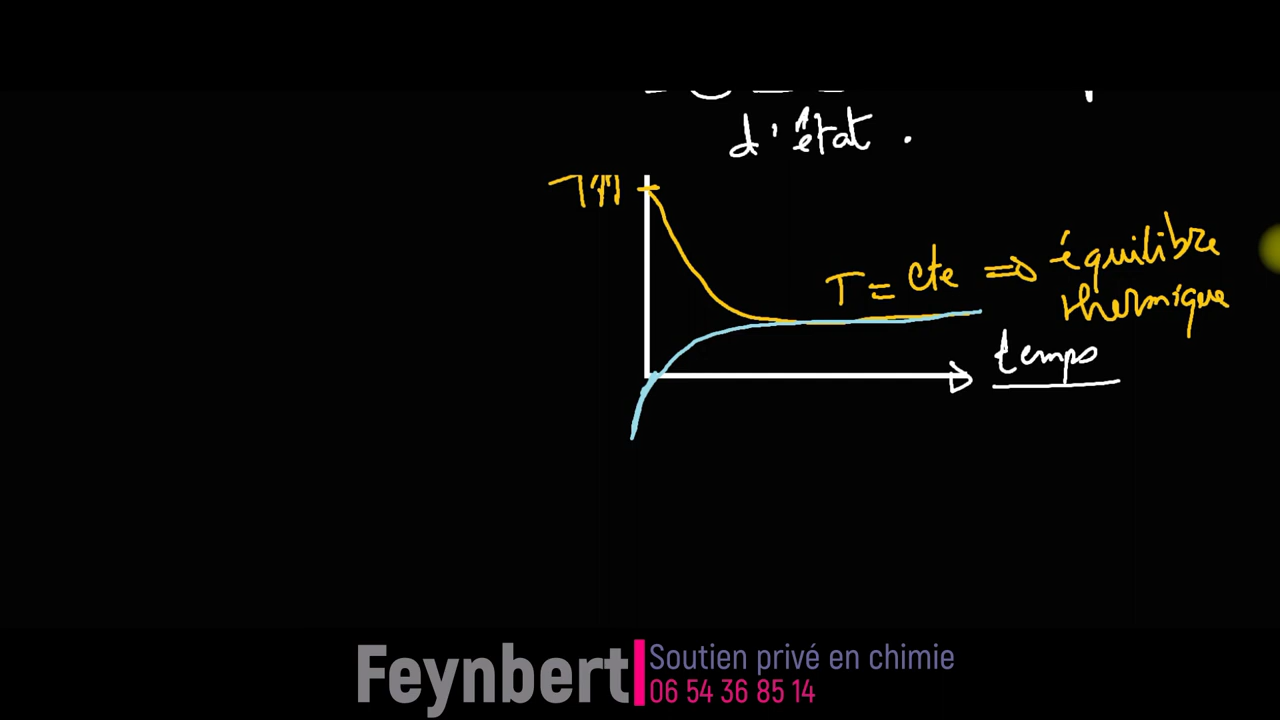 d'état.
T = cte => équilibre
thermique
temps
Feynbert
Soutien privé en chimie
06 54 36 85 14